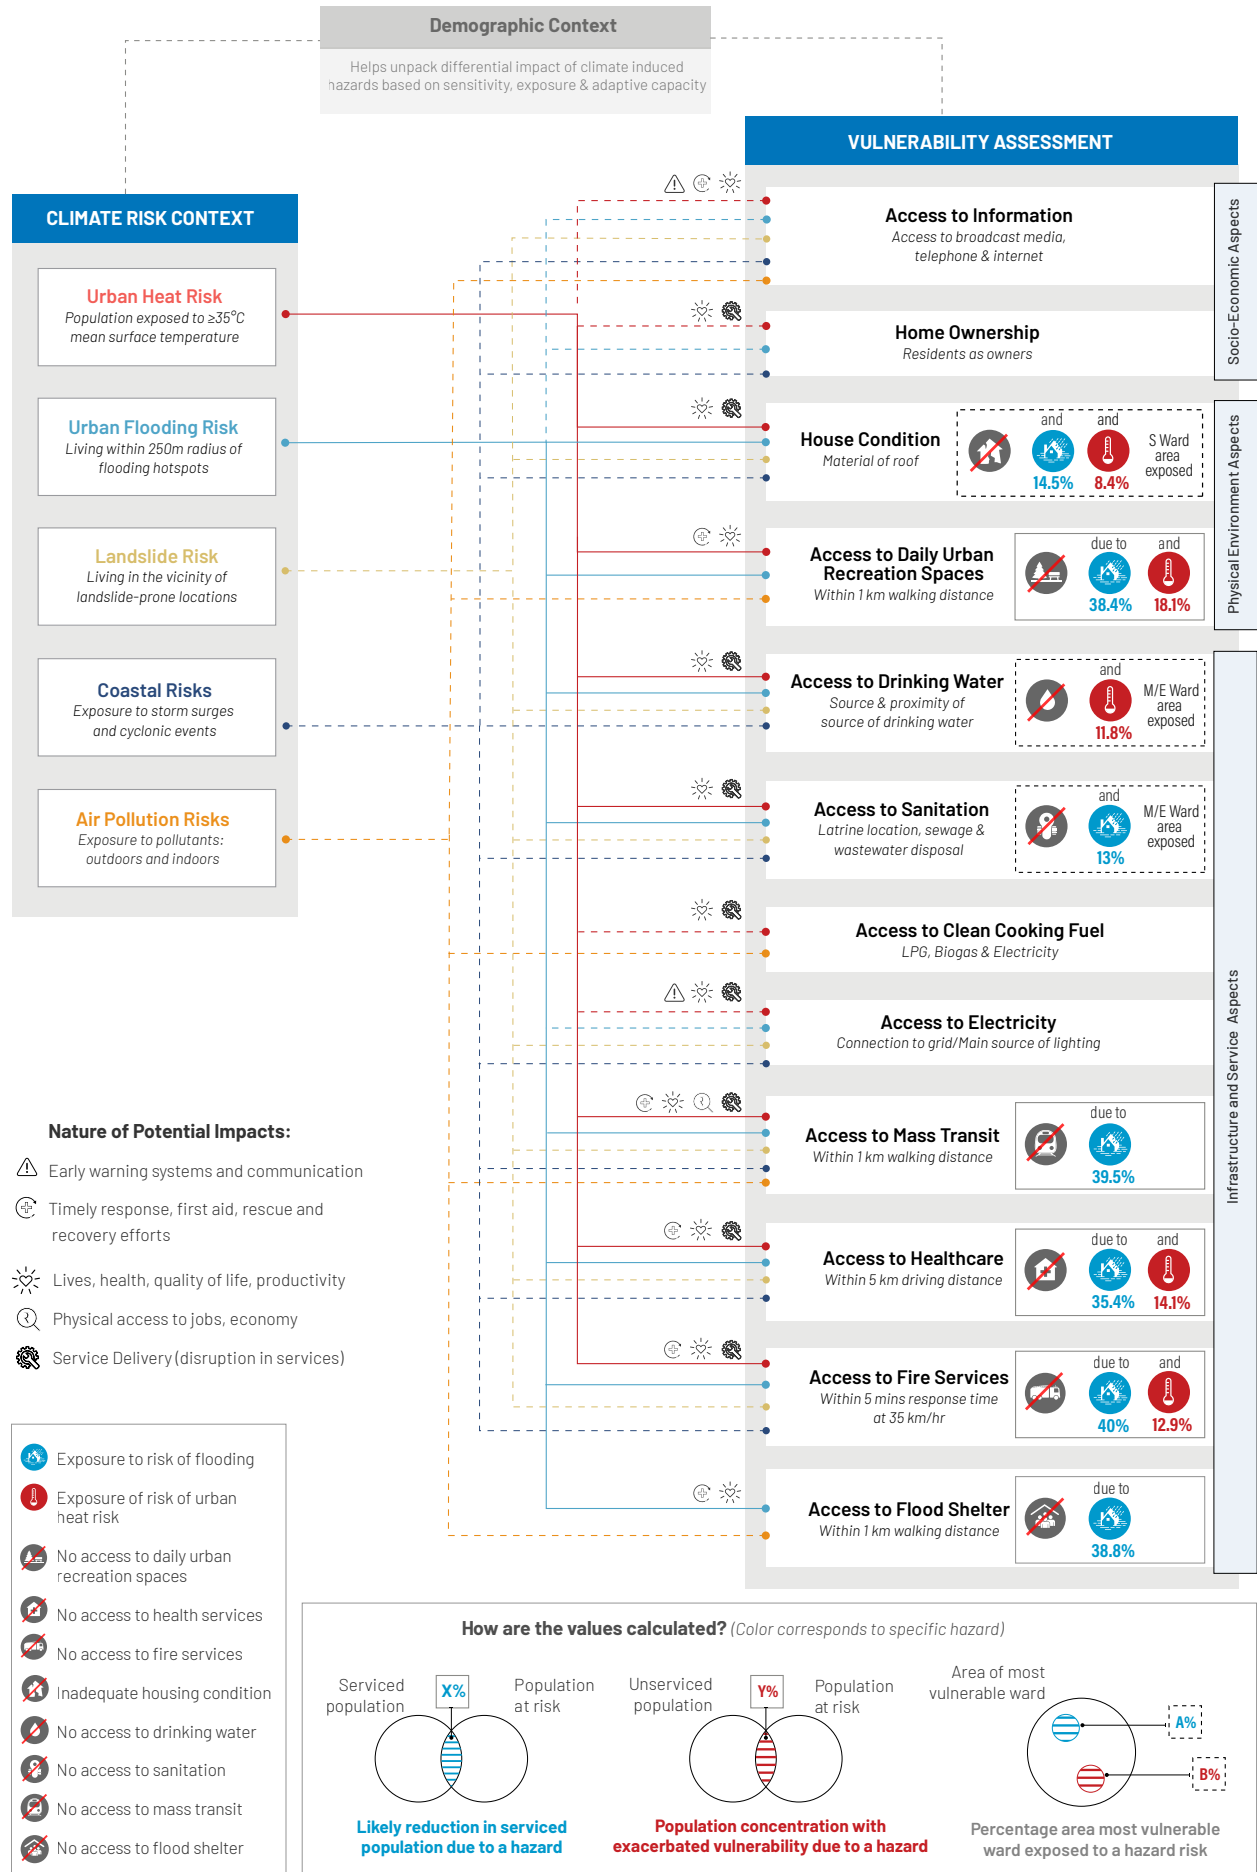 Demographic Context
Helps unpack differential impact of climate induced
hazards based on sensitivity, exposure & adaptive capacity
CLIMATE RISK CONTEXT
Urban Heat Risk
Population exposed to ≥35°C
mean surface temperature
Urban Flooding Risk
Living within 250m radius of
flooding hotspots
Landslide Risk
Living in the vicinity of
landslide-prone locations
Coastal Risks
Exposure to storm surges
and cyclonic events
Air Pollution Risks
Exposure to pollutants:
outdoors and indoors
VULNERABILITY ASSESSMENT
Socio-Economic Aspects
Access to Information
Access to broadcast media,
telephone & internet
Home Ownership
Residents as owners
Physical Environment Aspects
House Condition
Material of roof
and
14.5%
and
8.4%
S Ward
area
exposed
Access to Daily Urban
Recreation Spaces
Within 1 km walking distance
due to
38.4%
and
18.1%
Infrastructure and Service Aspects
Access to Drinking Water
Source & proximity of
source of drinking water
and
11.8%
M/E Ward
area
exposed
Access to Sanitation
Latrine location, sewage &
wastewater disposal
and
13%
M/E Ward
area
exposed
Access to Clean Cooking Fuel
LPG, Biogas & Electricity
Access to Electricity
Connection to grid/Main source of lighting
Access to Mass Transit
Within 1 km walking distance
due to
39.5%
Access to Healthcare
Within 5 km driving distance
due to
35.4%
and
14.1%
Access to Fire Services
Within 5 mins response time
at 35 km/hr
due to
40%
and
12.9%
Access to Flood Shelter
Within 1 km walking distance
due to
38.8%
Nature of Potential Impacts:
Early warning systems and communication
Timely response, first aid, rescue and
recovery efforts
Lives, health, quality of life, productivity
Physical access to jobs, economy
Service Delivery (disruption in services)
Exposure to risk of flooding
Exposure of risk of urban
heat risk
No access to daily urban
recreation spaces
No access to health services
No access to fire services
Inadequate housing condition
No access to drinking water
No access to sanitation
No access to mass transit
No access to flood shelter
How are the values calculated? (Color corresponds to specific hazard)
Serviced
population
X%
Population
at risk
Likely reduction in serviced
population due to a hazard
Unserviced
population
Y%
Population
at risk
Population concentration with
exacerbated vulnerability due to a hazard
Area of most
vulnerable ward
A%
B%
Percentage area most vulnerable
ward exposed to a hazard risk